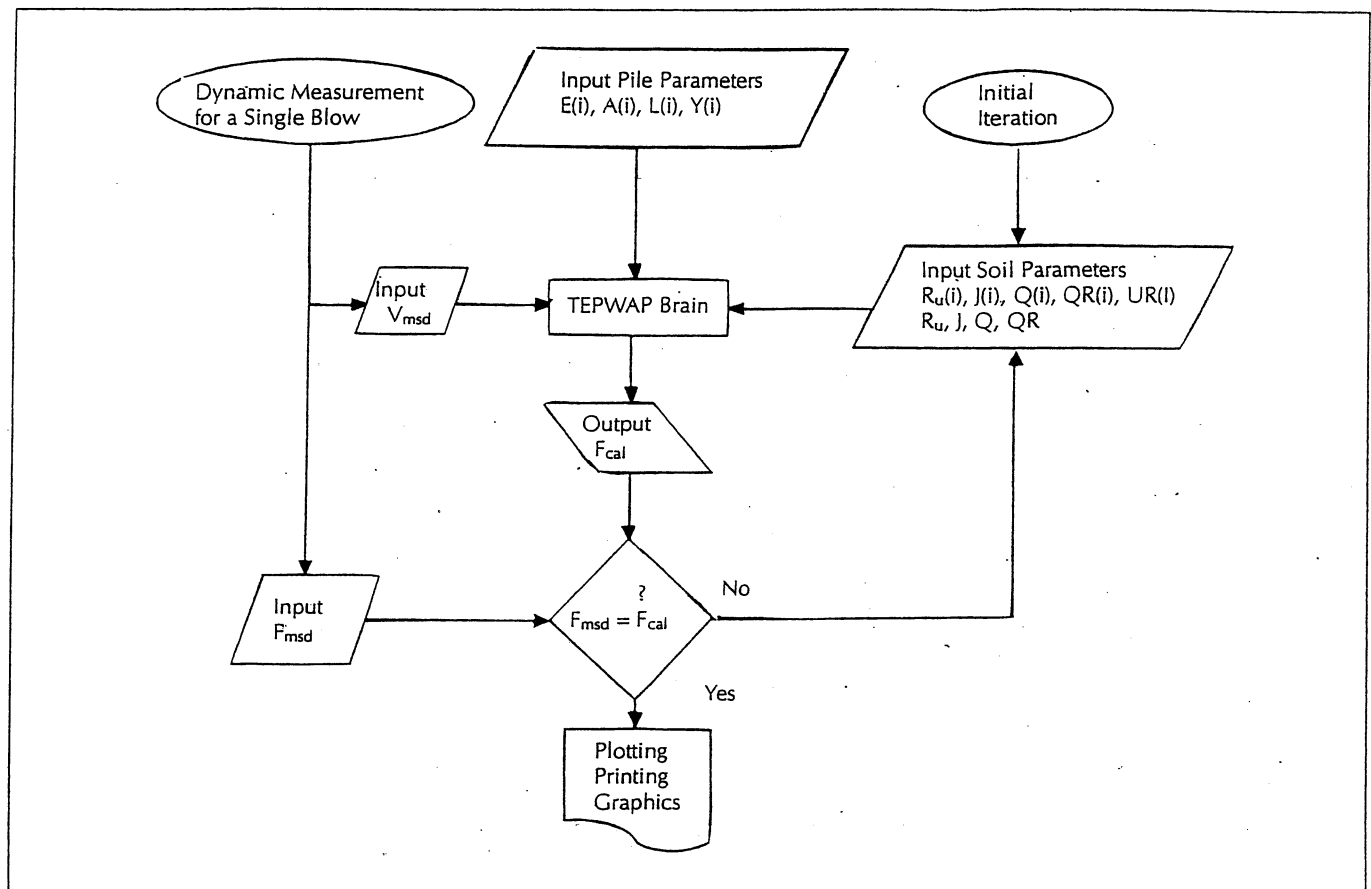 Dynamic Measurement
for a Single Blow
Input Pile Parameters
E(i), A(i), L(i), Y(i)
Initial
Iteration
Input
Vmsd
TEPWAP Brain
Input Soil Parameters
Ru(i), J(i), Q(i), QR(i), UR(I)
Ru, J, Q, QR
Output
Fcal
Input
Fmsd
?
Fmsd = Fcal
No
Yes
Plotting
Printing
Graphics